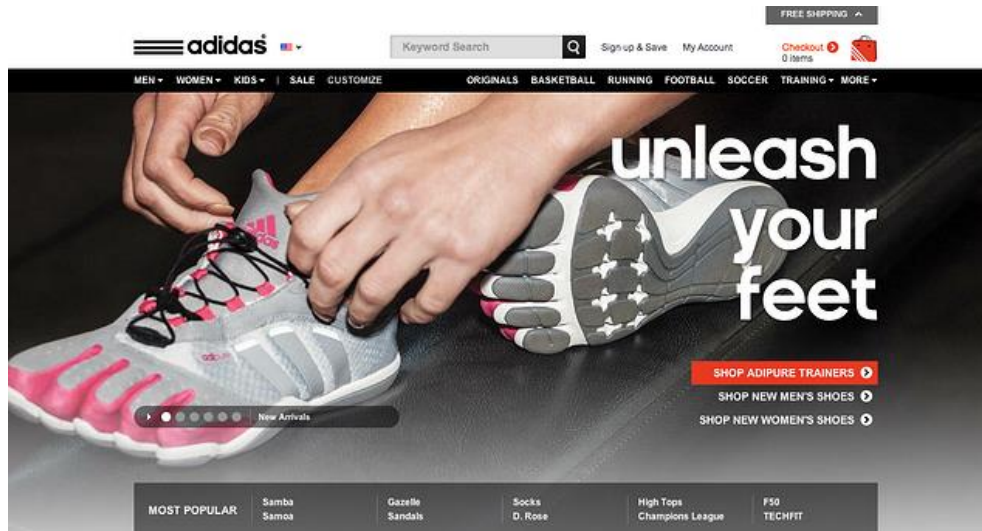 FREE SHIPPING
adidas
Keyword Search
Sign up & Save My Account
Checkout
0 items
MEN WOMEN KIDS | SALE CUSTOMIZE ORIGINALS BASKETBALL RUNNING FOOTBALL SOCCER TRAINING MORE
unleash
your
feet
adidas
SHOP ADIPURE TRAINERS
SHOP NEW MEN'S SHOES
SHOP NEW WOMEN'S SHOES
New Arrivals
MOST POPULAR
Samba
Samoa
Gazelle
Sandals
Socks
D. Rose
High Tops
Champions League
F50
TECHFIT